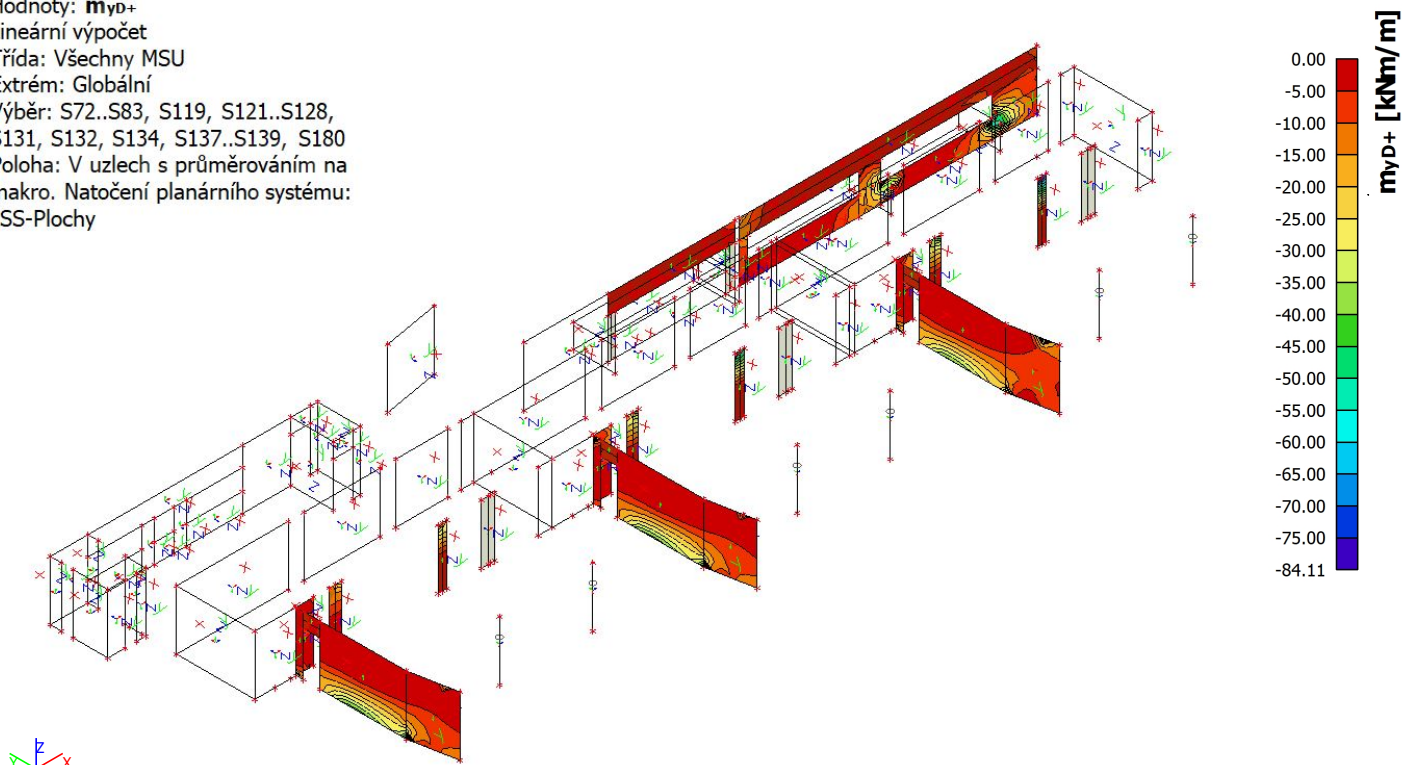 Hodnoty: myD+
Lineární výpočet
Třída: Všechny MSU
Extrém: Globální
Výběr: S72..S83, S119, S121..S128,
S131, S132, S134, S137..S139, S180
Poloha: V uzlech s průměrováním na
makro. Natočení planárního systému:
LSS-Plochy
myD+ [kNm/m]
0.00
-5.00
-10.00
-15.00
-20.00
-25.00
-30.00
-35.00
-40.00
-45.00
-50.00
-55.00
-60.00
-65.00
-70.00
-75.00
-84.11
Z
Y
X